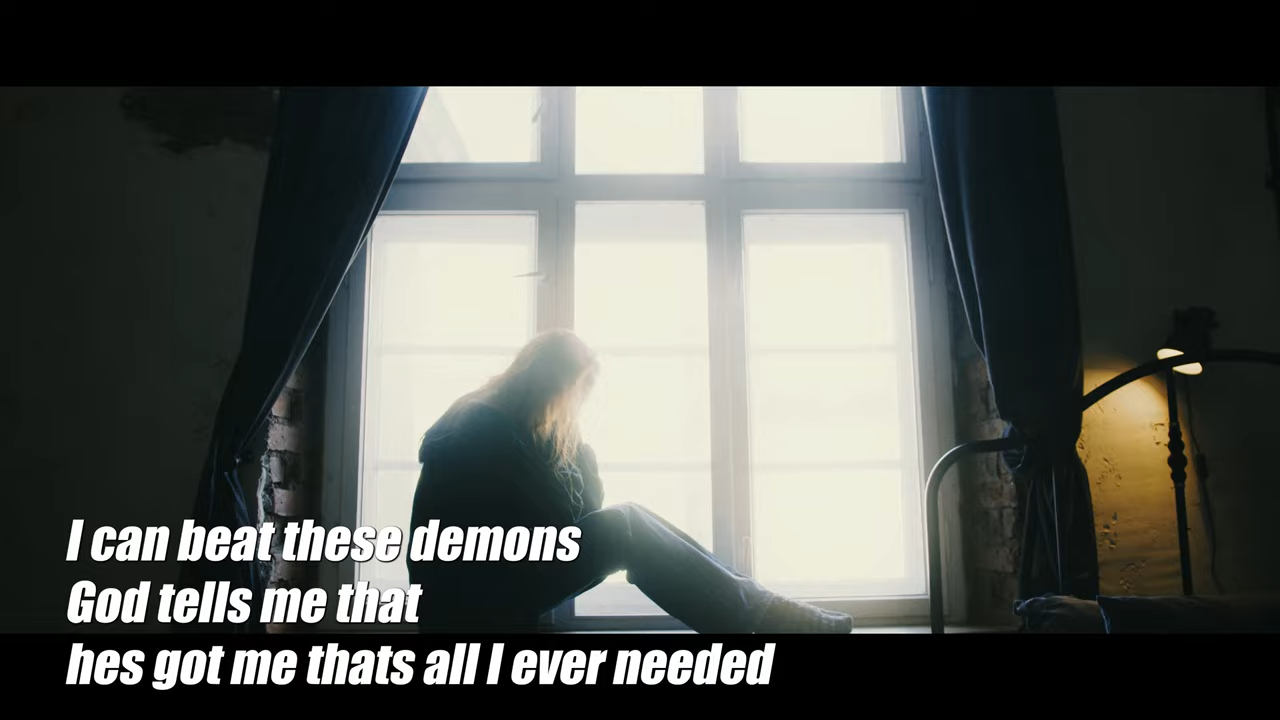 I can beat these demons
God tells me that
hes got me thats all I ever needed